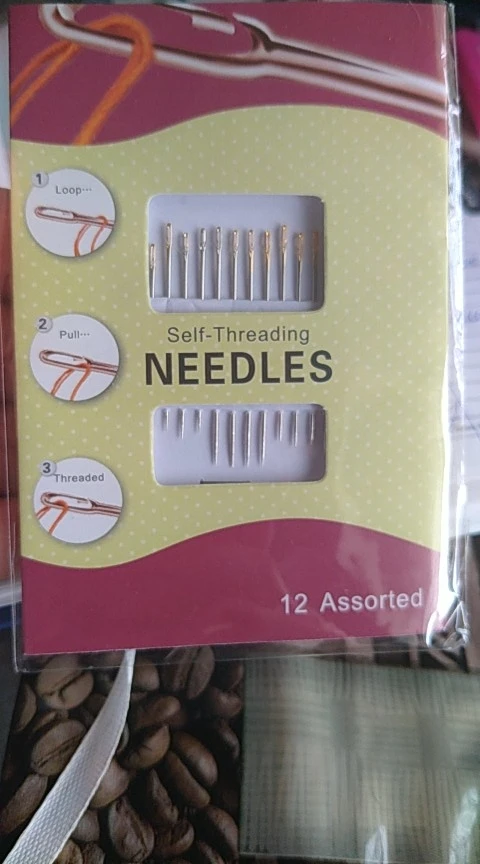 1
Loop···
2
Pull···
Self-Threading
NEEDLES
3
Threaded
12 Assorted